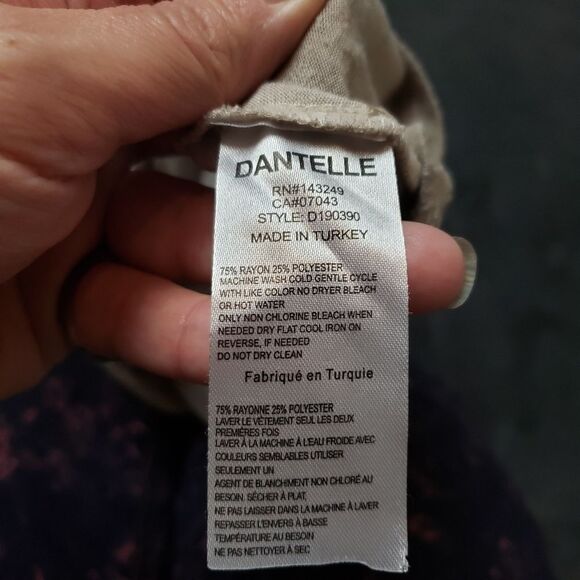 DANTELLE
RN#143249
CA#07043
STYLE: D190390
MADE IN TURKEY
75% RAYON 25% POLYESTER
MACHINE WASH COLD GENTLE CYCLE
WITH LIKE COLOR NO DRYER BLEACH
OR HOT WATER
ONLY NON CHLORINE BLEACH WHEN
NEEDED DRY FLAT COOL IRON ON
REVERSE, IF NEEDED
DO NOT DRY CLEAN
Fabriqué en Turquie
75% RAYONNE 25% POLYESTER
LAVER LE VÊTEMENT SEUL LES DEUX
PREMIÈRES FOIS
LAVER À LA MACHINE À L'EAU FROIDE AVEC
COULEURS SEMBLABLES UTILISER
SEULEMENT UN
AGENT DE BLANCHIMENT NON CHLORÉ AU
BESOIN. SÉCHER À PLAT,
NE PAS LAISSER DANS LA MACHINE À LAVER
REPASSER L'ENVERS À BASSE
TEMPÉRATURE AU BESOIN
NE PAS NETTOYER À SEC